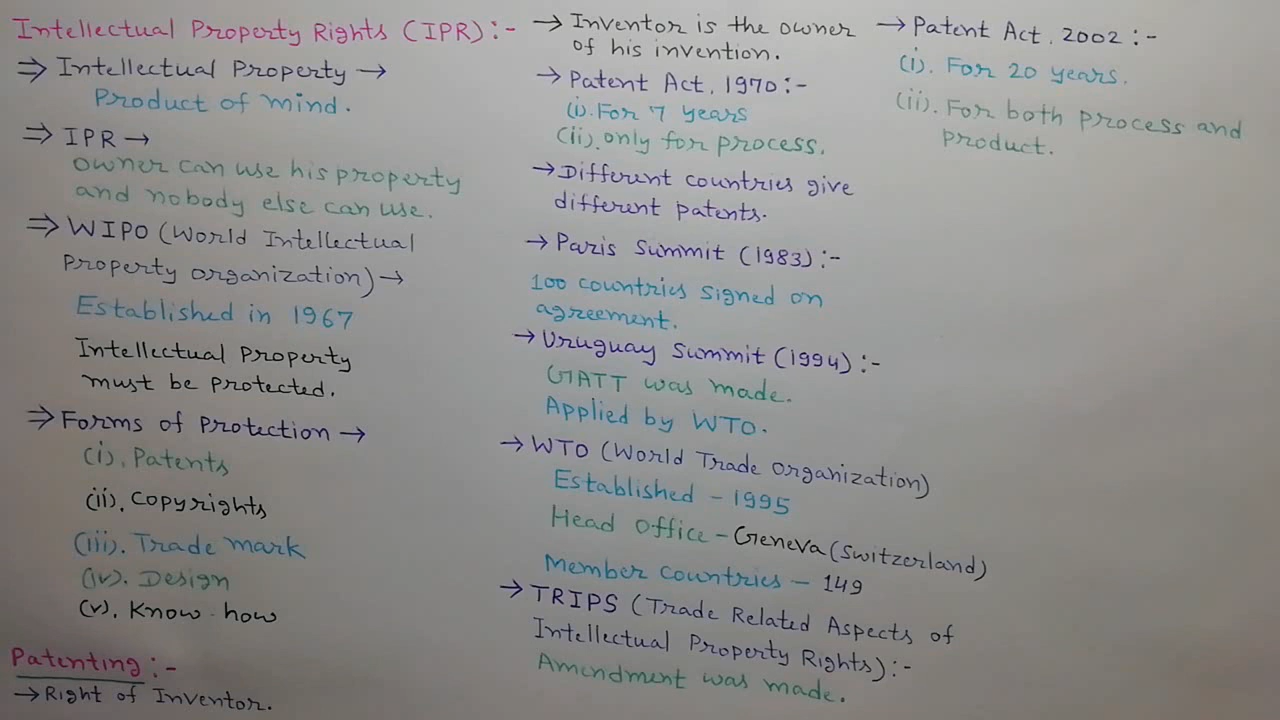 Intellectual Property Rights (IPR):-
⇒ Intellectual Property →
Product of mind.
⇒ IPR →
Owner can use his property
and nobody else can use.
⇒ WIPO (World Intellectual
Property Organization) →
Established in 1967
Intellectual Property
must be protected.
⇒ Forms of Protection →
(i). Patents
(ii). Copyrights
(iii). Trade mark
(iv). Design
(v). Know-how
Patenting:-
→ Right of Inventor.
→ Inventor is the owner
of his invention.
→ Patent Act, 1970:-
(i). For 7 years
(ii). only for process.
→ Different countries give
different patents.
→ Paris Summit (1983):-
100 countries signed on
agreement.
→ Uruguay Summit (1994):-
GATT was made.
Applied by WTO.
→ WTO (World Trade Organization)
Established - 1995
Head Office - Geneva (Switzerland)
Member countries - 149
→ TRIPS (Trade Related Aspects of
Intellectual Property Rights):-
Amendment was made.
→ Patent Act, 2002:-
(i). For 20 years.
(ii). For both process and
product.